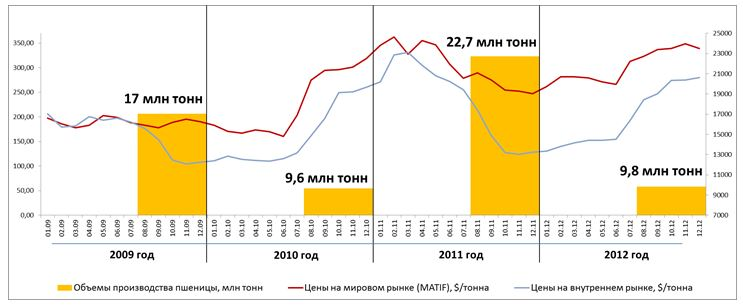 350,00
300,00
250,00
200,00
150,00
100,00
50,00
0,00
25000
23000
21000
19000
17000
15000
13000
11000
9000
7000
17 млн тонн
9,6 млн тонн
22,7 млн тонн
9,8 млн тонн
01.09 02.09 03.09 04.09 05.09 06.09 07.09 08.09 09.09 10.09 11.09 12.09 01.10 02.10 03.10 04.10 05.10 06.10 07.10 08.10 09.10 10.10 11.10 12.10 01.11 02.11 03.11 04.11 05.11 06.11 07.11 08.11 09.11 10.11 11.11 12.11 01.12 02.12 03.12 04.12 05.12 06.12 07.12 08.12 09.12 10.12 11.12 12.12
2009 год 2010 год 2011 год 2012 год
Объемы производства пшеницы, млн тонн Цены на мировом рынке (MATIF), $/тонна Цены на внутреннем рынке, $/тонна